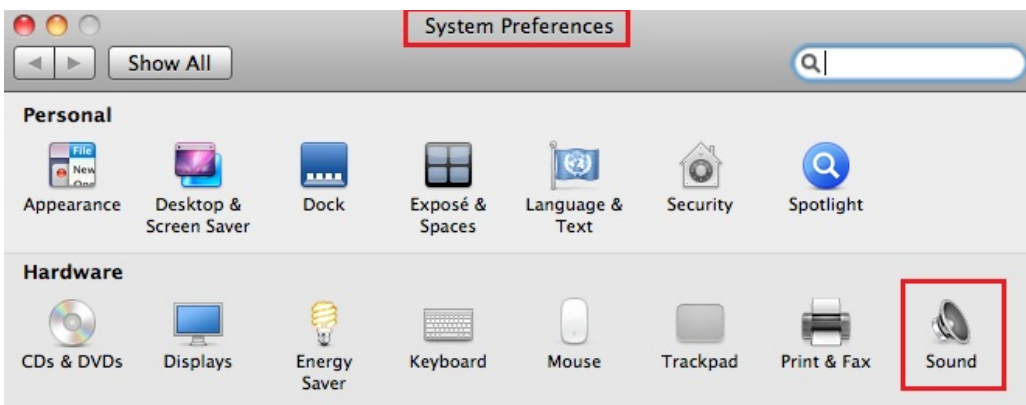 System Preferences
Show All
Personal
File
New
One
Appearance
Desktop &
Screen Saver
Dock
Exposé &
Spaces
Language &
Text
Security
Spotlight
Hardware
CDs & DVDs
Displays
Energy
Saver
Keyboard
Mouse
Trackpad
Print & Fax
Sound